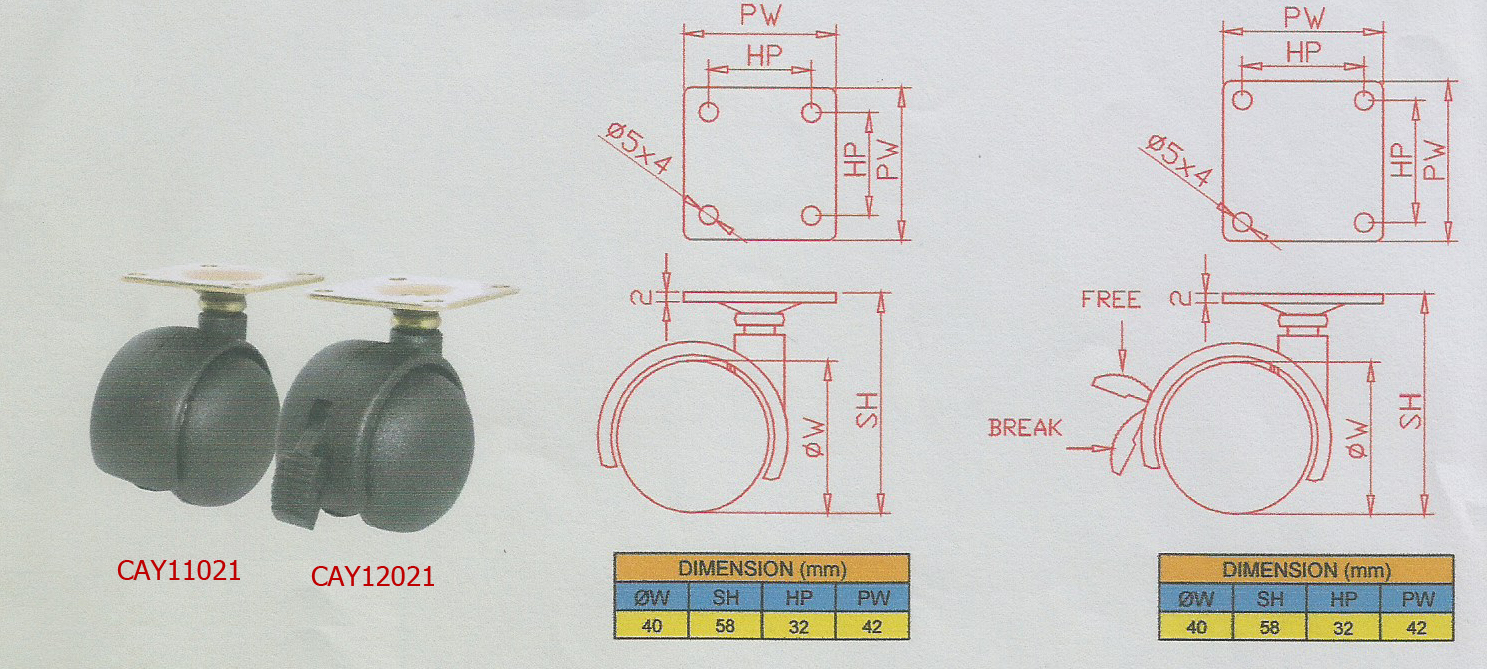 CAY11021
CAY12021
PW
HP
HP
PW
Ø5x4
2
ØW
SH
DIMENSION (mm)
ØW SH HP PW
40 58 32 42
PW
HP
HP
PW
Ø5x4
FREE
2
BREAK
ØW
SH
DIMENSION (mm)
ØW SH HP PW
40 58 32 42